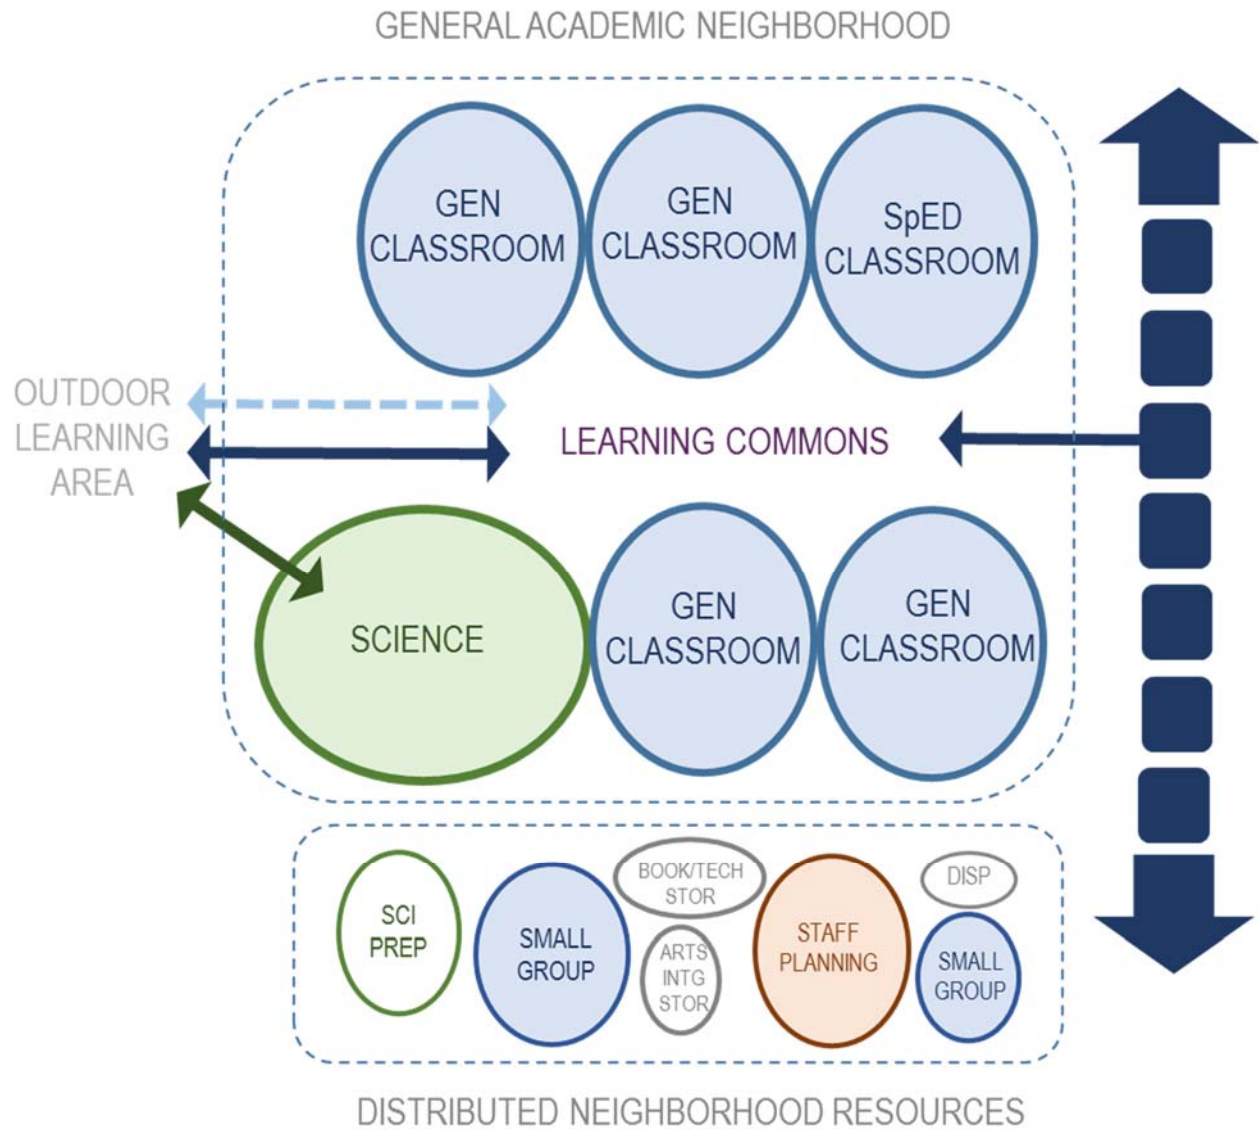 GENERAL ACADEMIC NEIGHBORHOOD
GEN
CLASSROOM
GEN
CLASSROOM
SpED
CLASSROOM
OUTDOOR
LEARNING
AREA
LEARNING COMMONS
SCIENCE
GEN
CLASSROOM
GEN
CLASSROOM
SCI
PREP
SMALL
GROUP
BOOK/TECH
STOR
ARTS
INTG
STOR
STAFF
PLANNING
DISP
SMALL
GROUP
DISTRIBUTED NEIGHBORHOOD RESOURCES